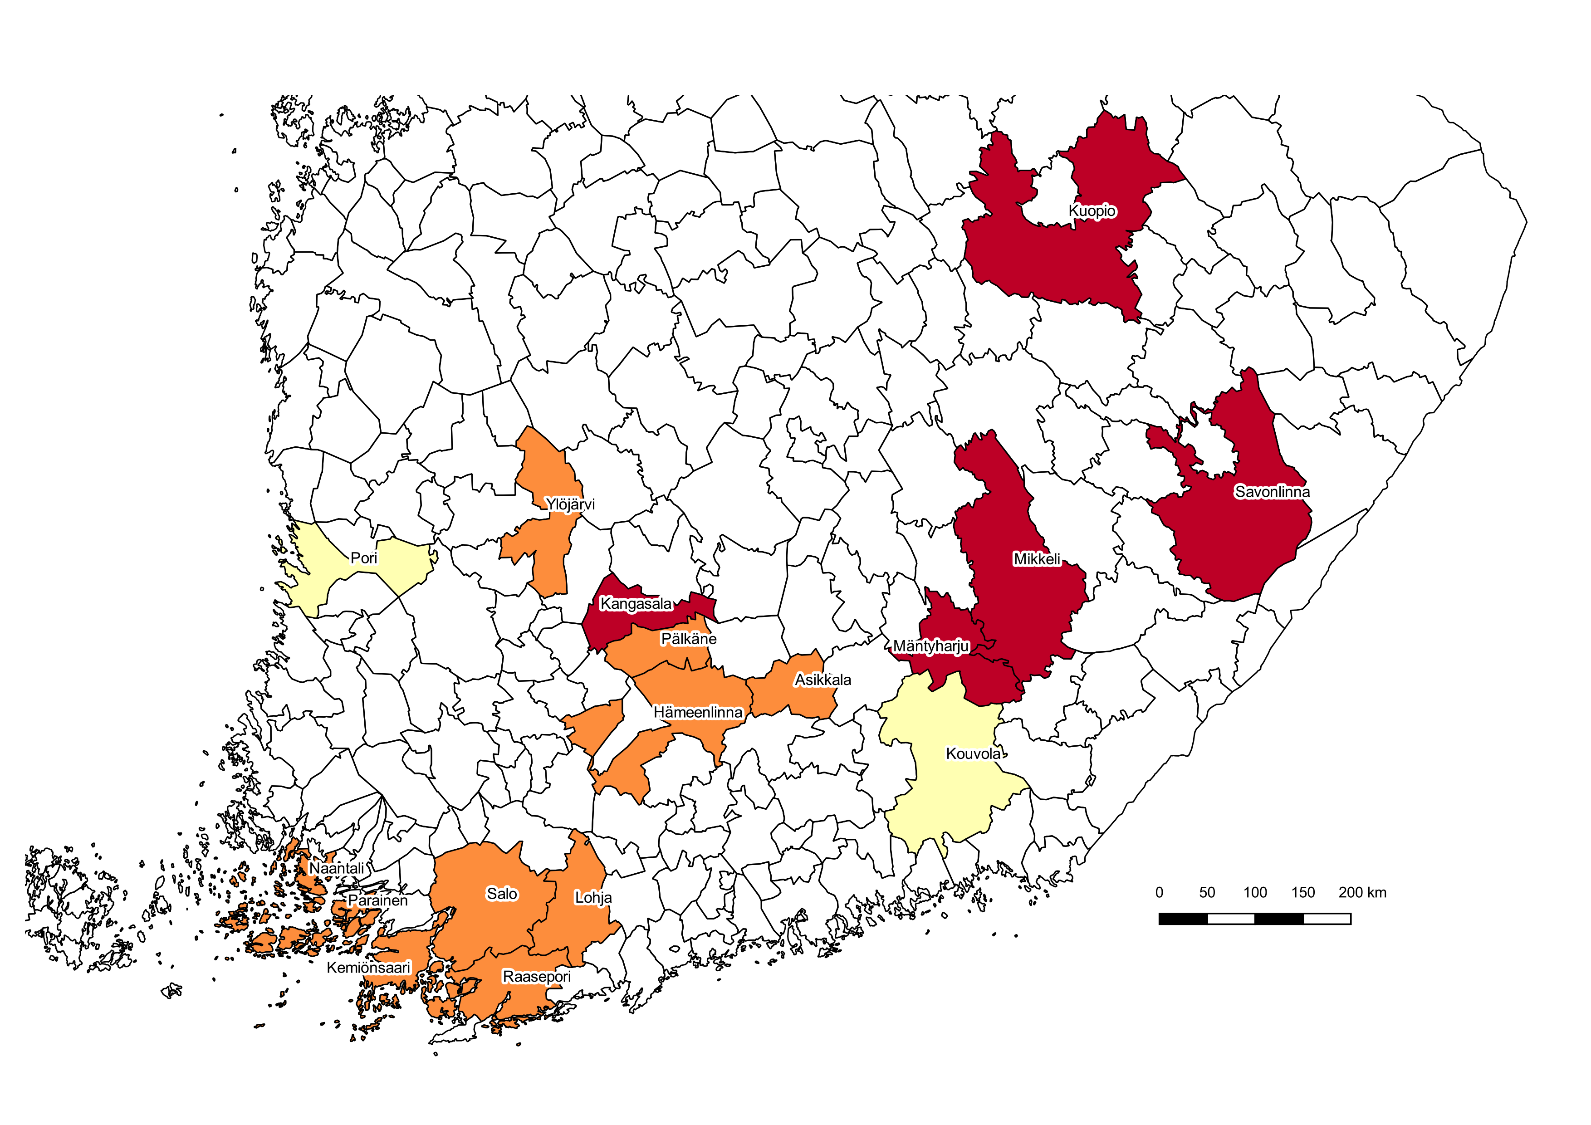 Kuopio
Savonlinna
Ylöjärvi
Pori
Mikkeli
Kangasala
Pälkäne
Mäntyharju
Asikkala
Hämeenlinna
Kouvola
Naantali
Parainen
Salo
Lohja
0 50 100 150 200 km
Kemiönsaari
Raasepori